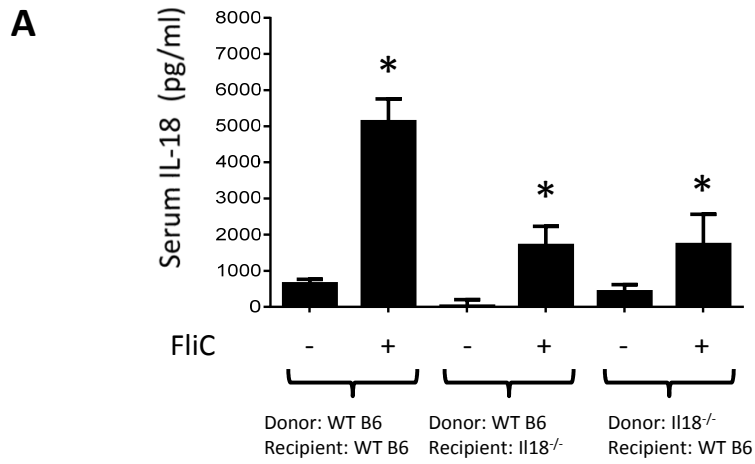 A
Serum IL-18 (pg/ml)
8000
7000
6000
5000
4000
3000
2000
1000
0
* * *
FliC - + - + - +
Donor: WT B6 Donor: WT B6 Donor: Il18-/-
Recipient: WT B6 Recipient: Il18-/- Recipient: WT B6